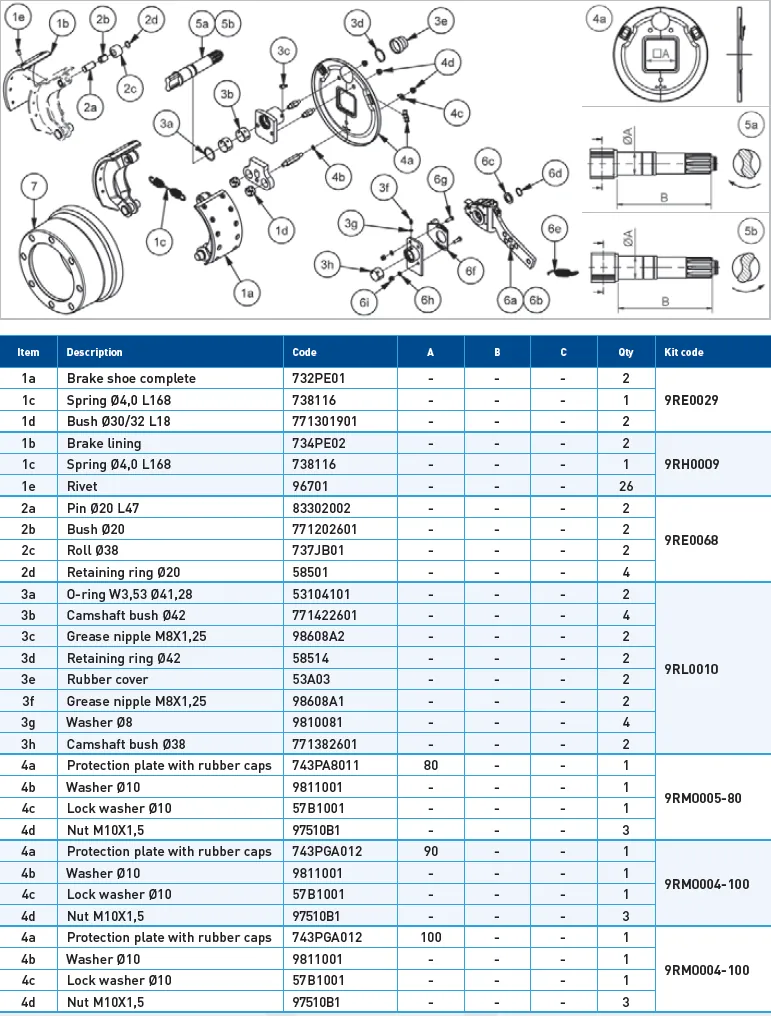 1e
1b
2b
2d
5a
5b
3d
3e
4a
2a
2c
3c
4d
□A
3b
4c
3a
5a
ØA
6c
4a
6d
7
4b
3f
6g
B
1d
3g
1c
6e
5b
ØA
3h
6f
1a
6i
6h
6a
6b
B
Item Description Code A B C Qty Kit code
1a Brake shoe complete 732PE01 - - - 2
1c Spring Ø4,0 L168 738116 - - - 1 9RE0029
1d Bush Ø30/32 L18 771301901 - - - 2
1b Brake lining 734PE02 - - - 2
1c Spring Ø4,0 L168 738116 - - - 1 9RH0009
1e Rivet 96701 - - - 26
2a Pin Ø20 L47 83302002 - - - 2
2b Bush Ø20 771202601 - - - 2
9RE0068
2c Roll Ø38 737JB01 - - - 2
2d Retaining ring Ø20 58501 - - - 4
3a O-ring W3,53 Ø41,28 53104101 - - - 2
3b Camshaft bush Ø42 771422601 - - - 4
3c Grease nipple M8X1,25 98608A2 - - - 2
3d Retaining ring Ø42 58514 - - - 2
9RL0010
3e Rubber cover 53A03 - - - 2
3f Grease nipple M8X1,25 98608A1 - - - 2
3g Washer Ø8 9810081 - - - 4
3h Camshaft bush Ø38 771382601 - - - 2
4a Protection plate with rubber caps 743PA8011 80 - - 1
4b Washer Ø10 9811001 - - - 1
9RM0005-80
4c Lock washer Ø10 57B1001 - - - 1
4d Nut M10X1,5 97510B1 - - - 3
4a Protection plate with rubber caps 743PGA012 90 - - 1
4b Washer Ø10 9811001 - - - 1
9RM0004-100
4c Lock washer Ø10 57B1001 - - - 1
4d Nut M10X1,5 97510B1 - - - 3
4a Protection plate with rubber caps 743PGA012 100 - - 1
4b Washer Ø10 9811001 - - - 1
9RM0004-100
4c Lock washer Ø10 57B1001 - - - 1
4d Nut M10X1,5 97510B1 - - - 3